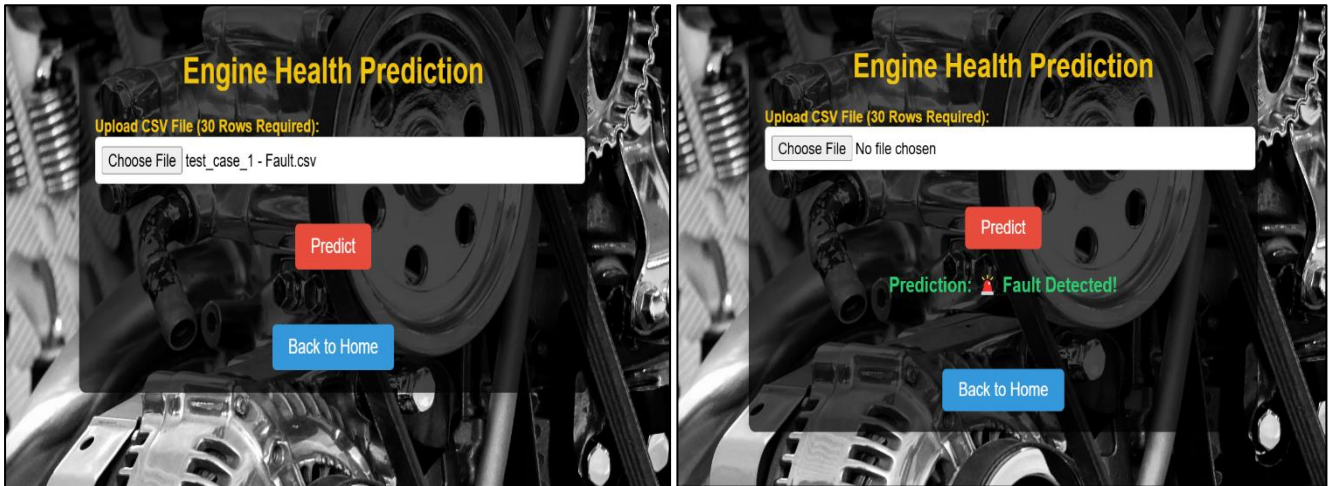 Engine Health Prediction
Upload CSV File (30 Rows Required):
Choose File test_case_1 - Fault.csv
Predict
Back to Home
Engine Health Prediction
Upload CSV File (30 Rows Required):
Choose File No file chosen
Predict
Prediction: 🚨 Fault Detected!
Back to Home